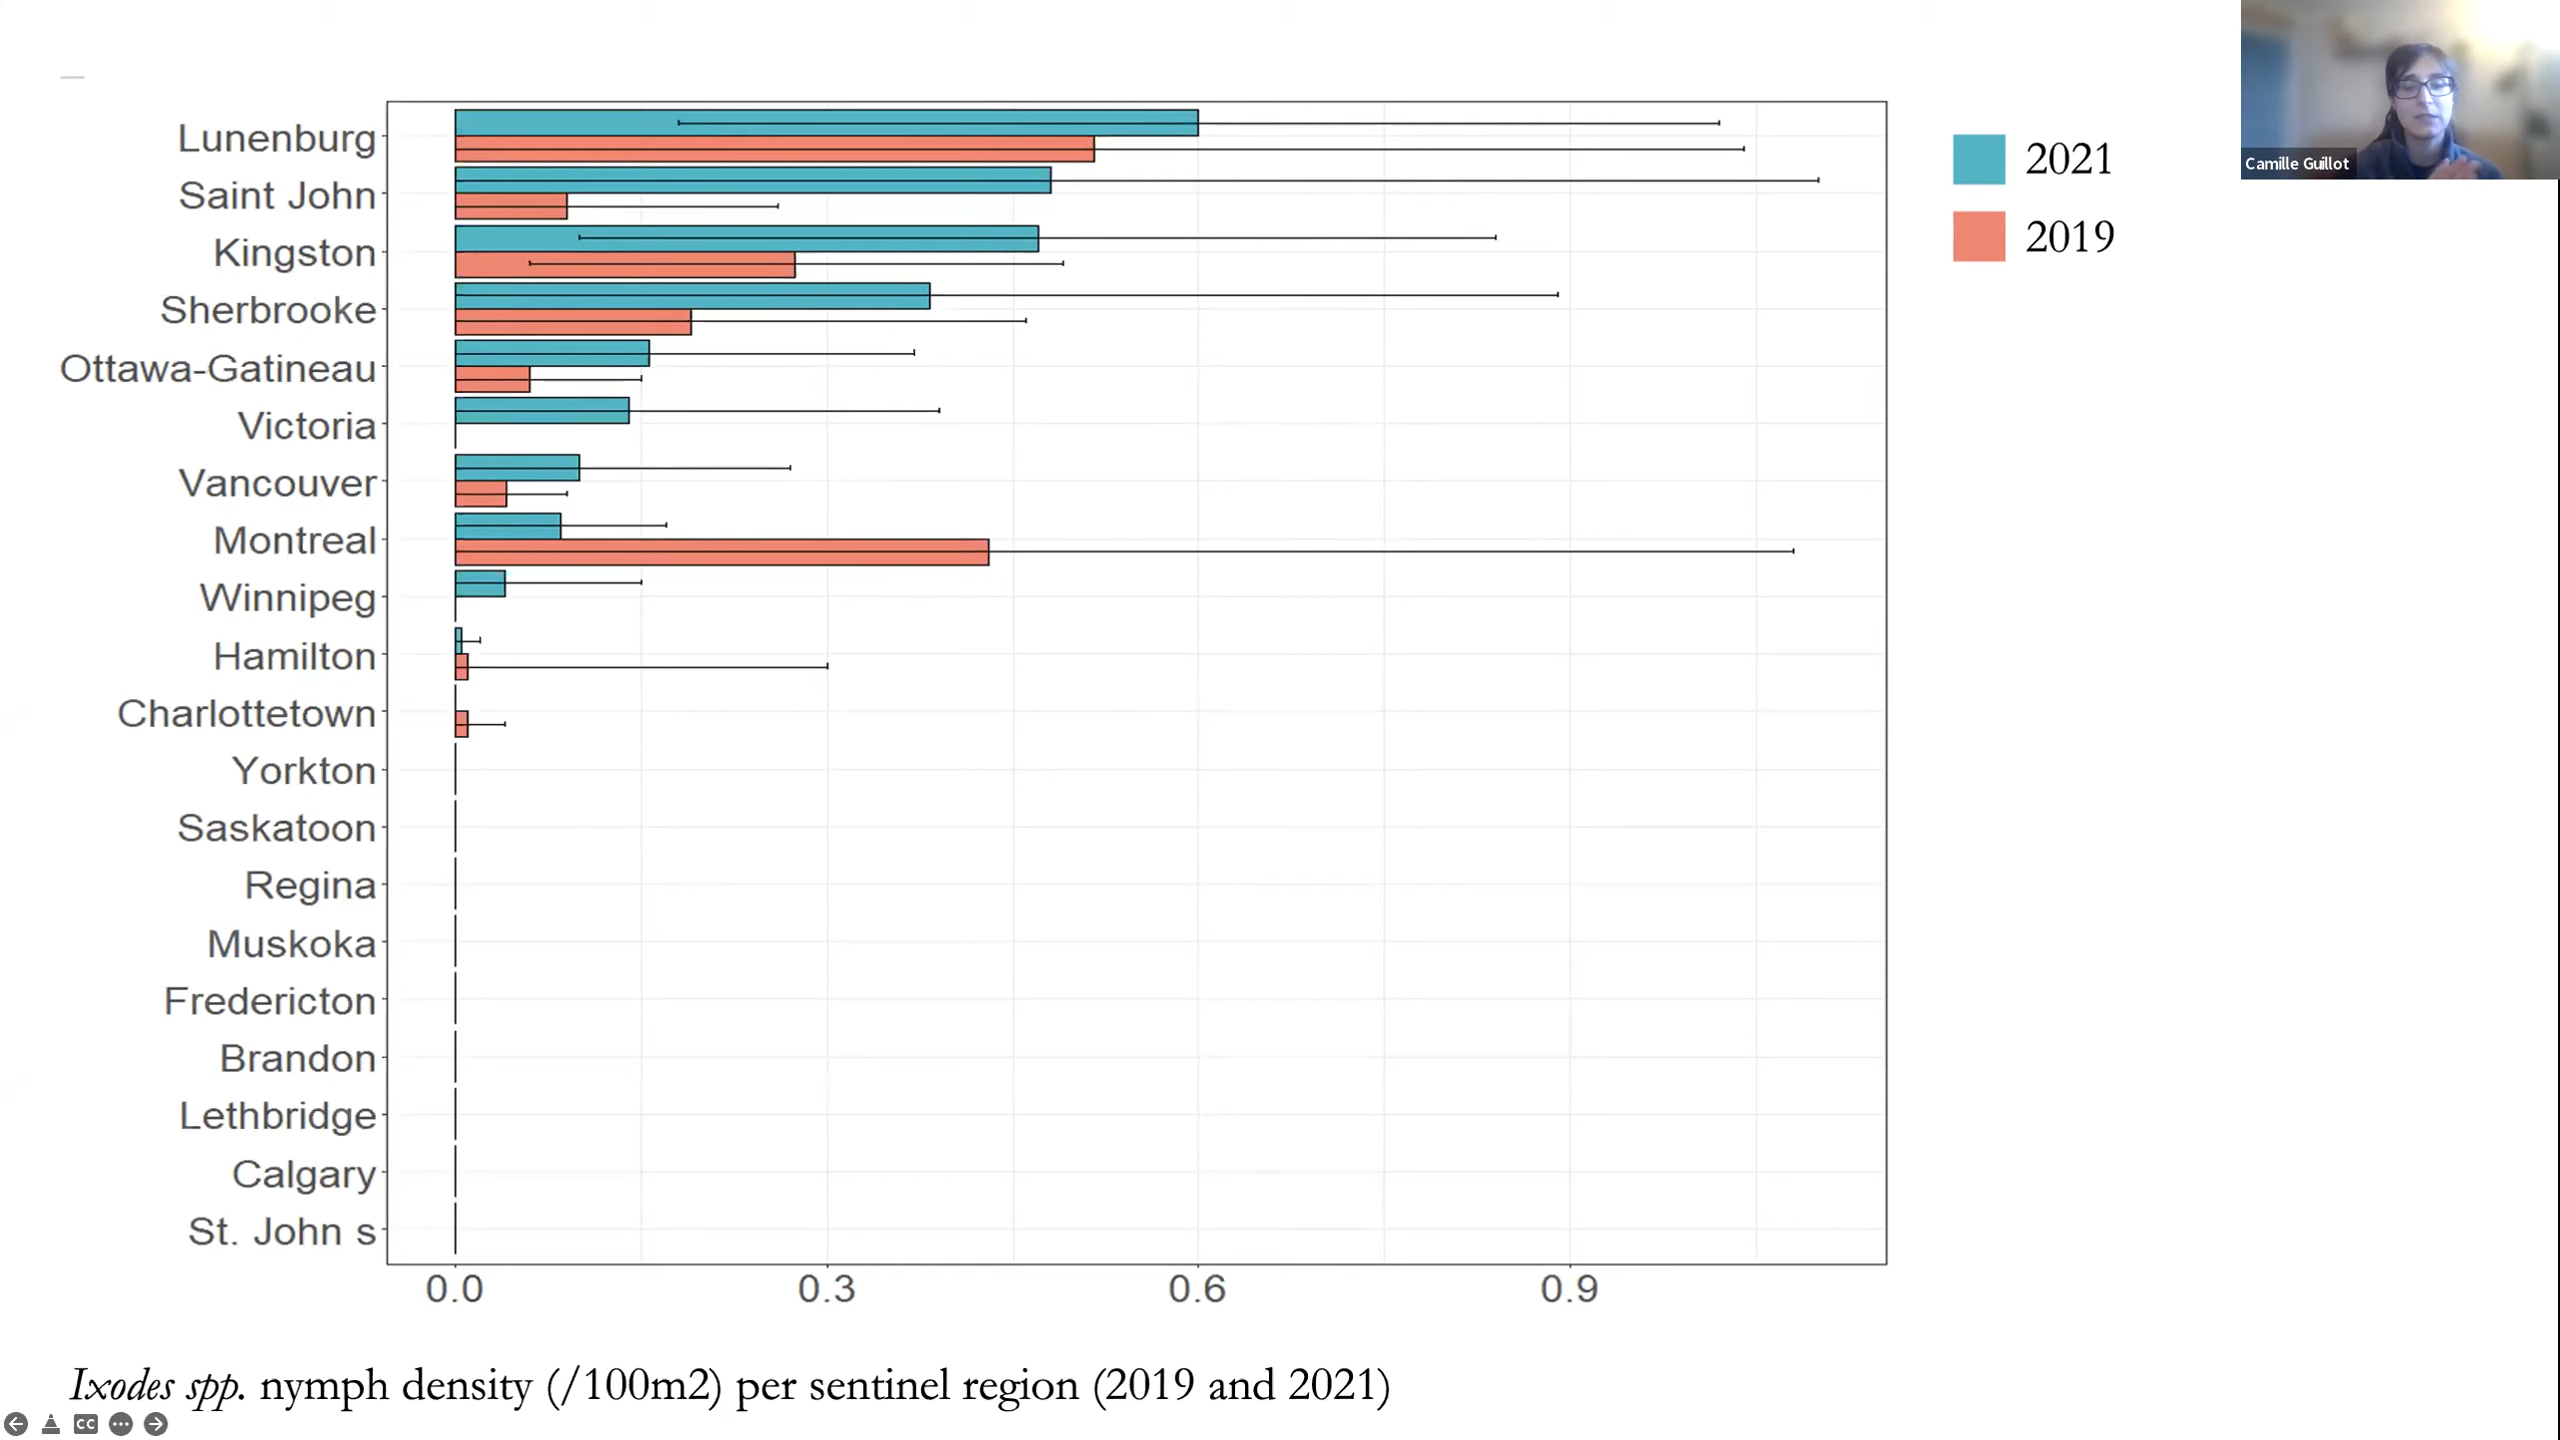 Lunenburg
Saint John
Kingston
Sherbrooke
Ottawa-Gatineau
Victoria
Vancouver
Montreal
Winnipeg
Hamilton
Charlottetown
Yorkton
Saskatoon
Regina
Muskoka
Fredericton
Brandon
Lethbridge
Calgary
St. John s
0.0 0.3 0.6 0.9
2021
2019
Camille Guillot
Ixodes spp. nymph density (/100m2) per sentinel region (2019 and 2021)
CC